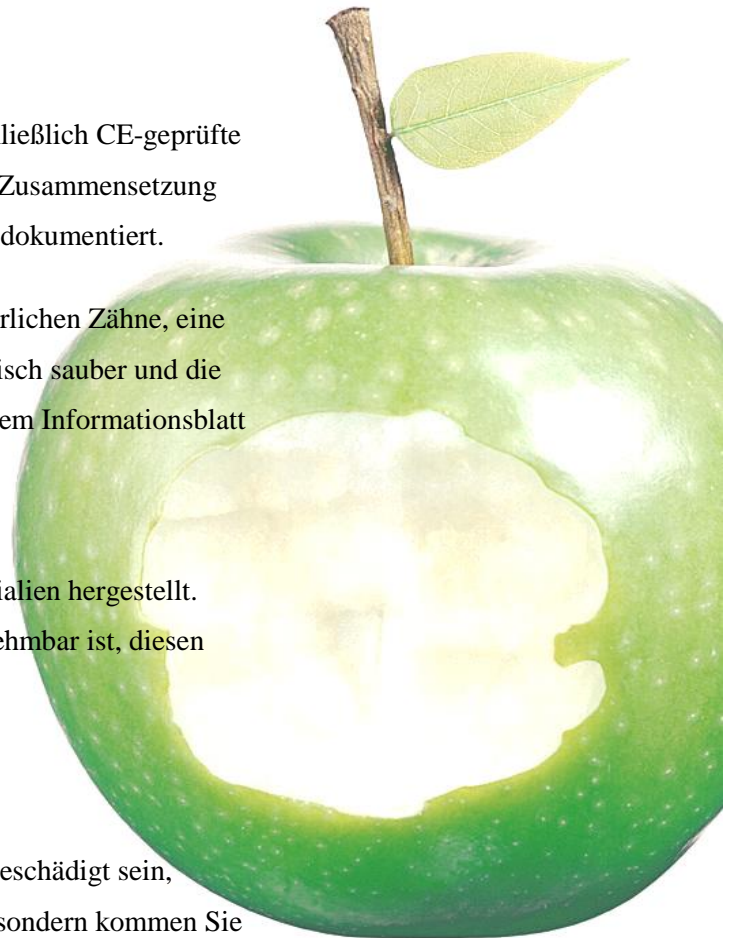 ließlich CE-geprüfte
Zusammensetzung
dokumentiert.
rlichen Zähne, eine
isch sauber und die
em Informationsblatt
ialien hergestellt.
ehmbar ist, diesen
eschädigt sein,
sondern kommen Sie